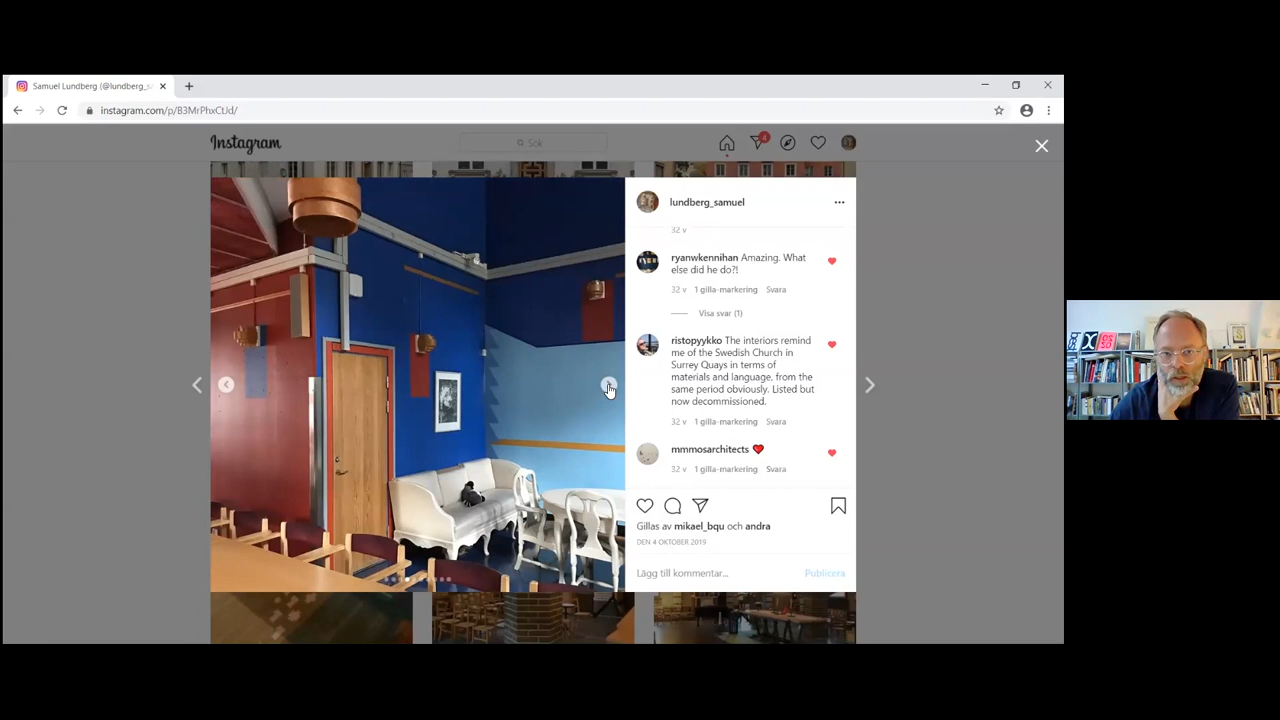 Samuel Lundberg (@lundberg_s
instagram.com/p/B3MrPhxCtJd/
Instagram
Sök
4
lundberg_samuel
32 v
ryanwkennihan Amazing. What
else did he do?!
32 v 1 gilla-markering Svara
Visa svar (1)
ristopyykko The interiors remind
me of the Swedish Church in
Surrey Quays in terms of
materials and language, from the
same period obviously. Listed but
now decommissioned.
32 v 1 gilla-markering Svara
mmmosarchitects ❤️
32 v 1 gilla-markering Svara
Gillas av mikael_bqu och andra
DEN 4 OKTOBER 2019
Lägg till kommentar...
Publicera